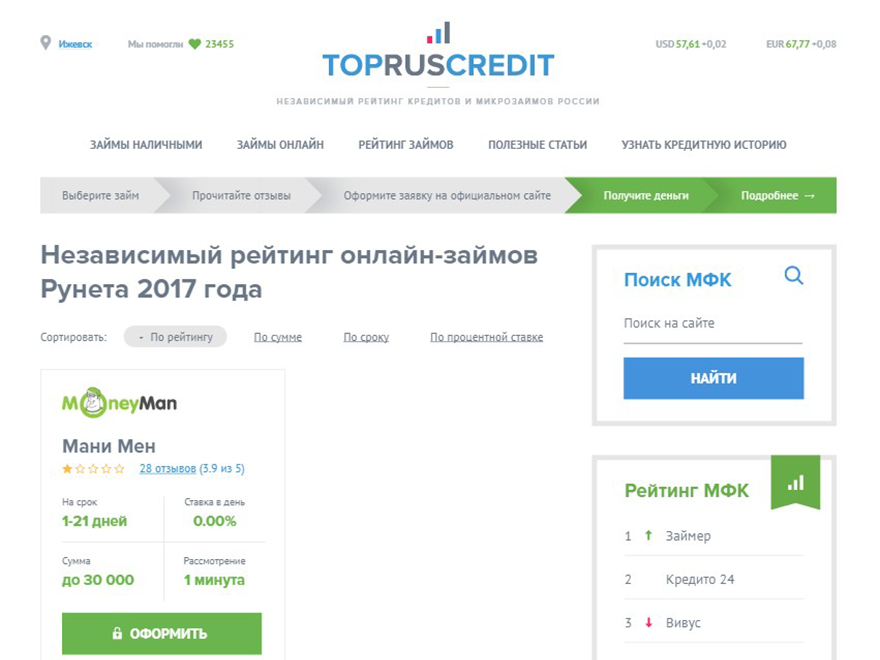 Ижевск
Мы помогли 23455
TOPRUSCREDIT
USD 57,61 +0,02
EUR 67,77 +0,08
НЕЗАВИСИМЫЙ РЕЙТИНГ КРЕДИТОВ И МИКРОЗАЙМОВ РОССИИ
ЗАЙМЫ НАЛИЧНЫМИ
ЗАЙМЫ ОНЛАЙН
РЕЙТИНГ ЗАЙМОВ
ПОЛЕЗНЫЕ СТАТЬИ
УЗНАТЬ КРЕДИТНУЮ ИСТОРИЮ
Выберите займ
Прочитайте отзывы
Оформите заявку на официальном сайте
Получите деньги
Подробнее →
Независимый рейтинг онлайн-займов
Рунета 2017 года
Сортировать:
По рейтингу
По сумме
По сроку
По процентной ставке
MoneyMan
Мани Мен
28 отзывов (3.9 из 5)
На срок
1-21 дней
Ставка в день
0.00%
Сумма
до 30 000
Рассмотрение
1 минута
ОФОРМИТЬ
Поиск МФК
Поиск на сайте
НАЙТИ
Рейтинг МФК
1 Займер
2 Кредито 24
3 Вивус